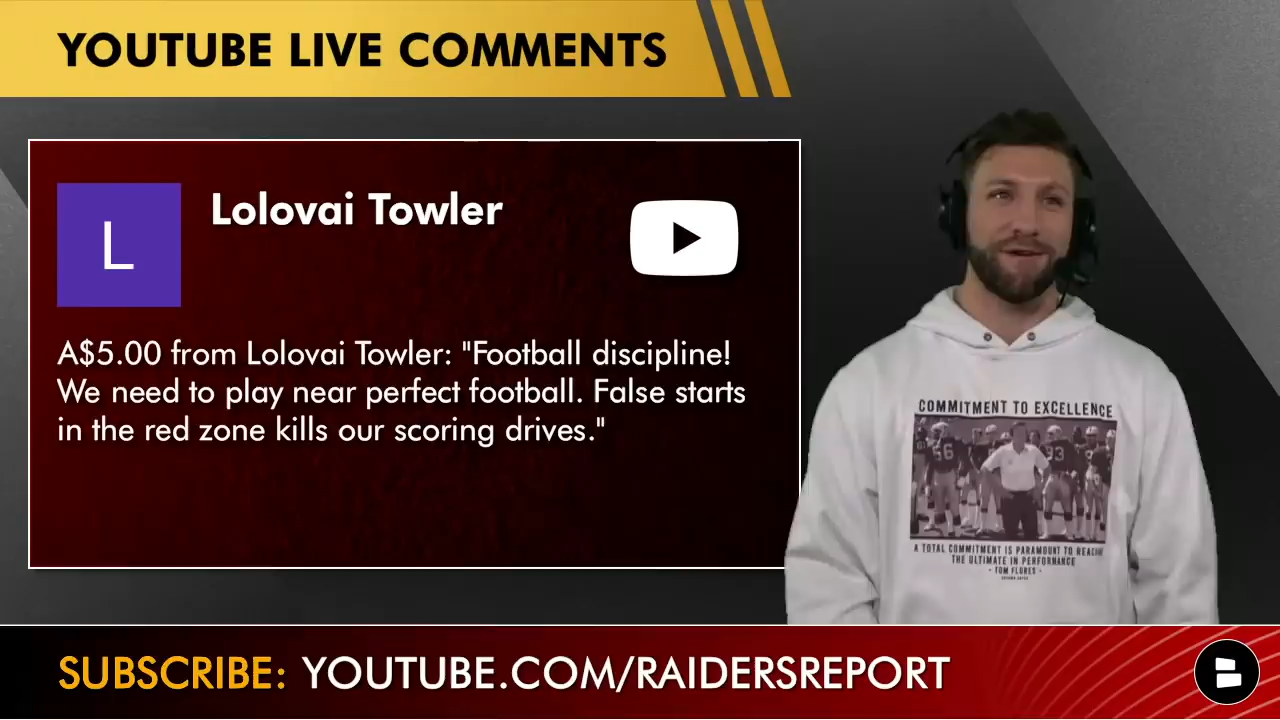 YOUTUBE LIVE COMMENTS
L
Lolovai Towler
A$5.00 from Lolovai Towler: "Football discipline!
We need to play near perfect football. False starts
in the red zone kills our scoring drives."
COMMITMENT TO EXCELLENCE
56
93
A TOTAL COMMITMENT IS PARAMOUNT TO REACHING
THE ULTIMATE IN PERFORMANCE
- TOM FLORES -
SUBSCRIBE: YOUTUBE.COM/RAIDERSREPORT